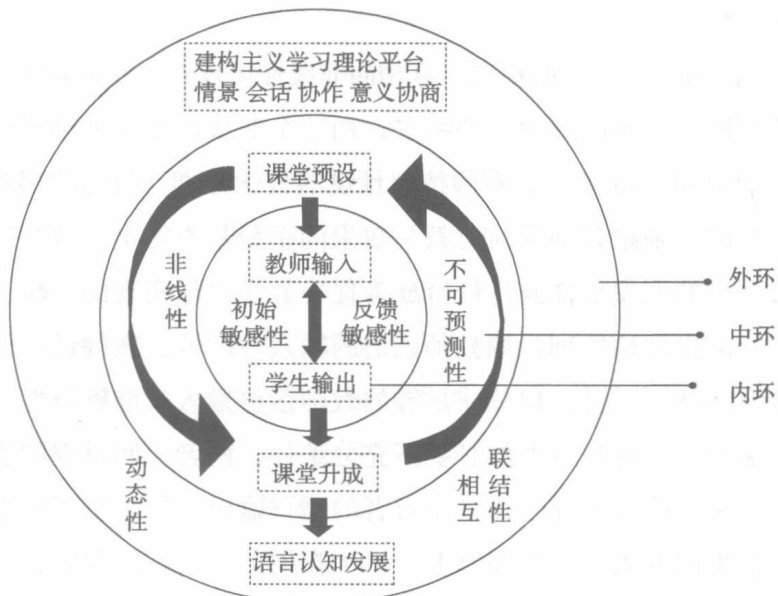 建构主义学习理论平台
情景 会话 协作 意义协商
课堂预设
教师输入
非线性
初始
敏感性
反馈
敏感性
不可预测性
外环
中环
内环
学生输出
课堂升成
动态性
相互
联结性
语言认知发展